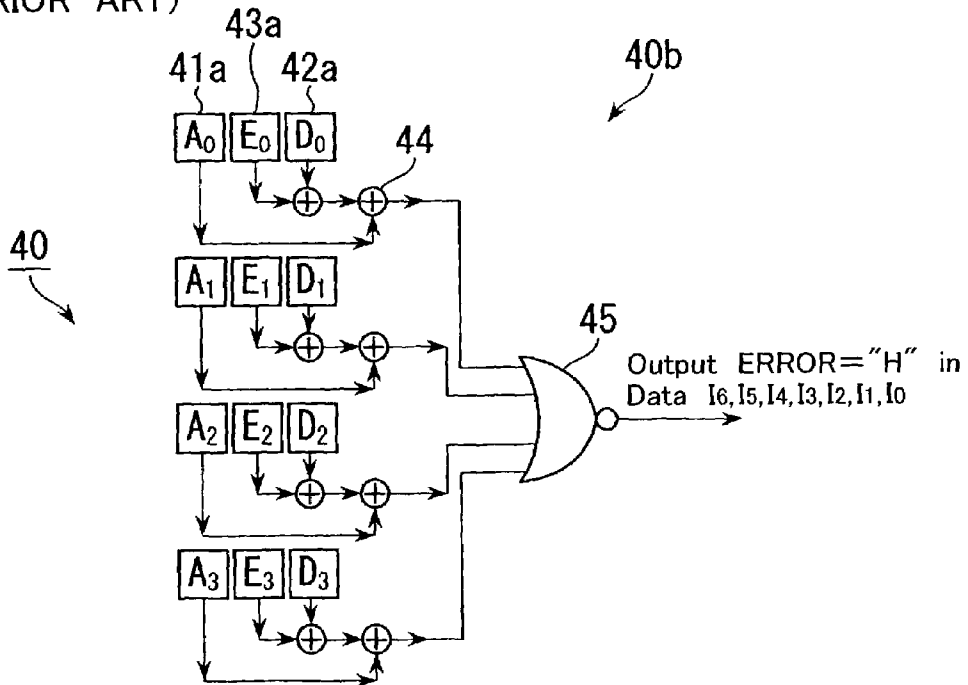 RIOR ART)
43a
41a
42a
40b
A0 E0 D0
44
40
A1 E1 D1
45
Output ERROR="H" in
Data I6,I5,I4,I3,I2,I1,I0
A2 E2 D2
A3 E3 D3